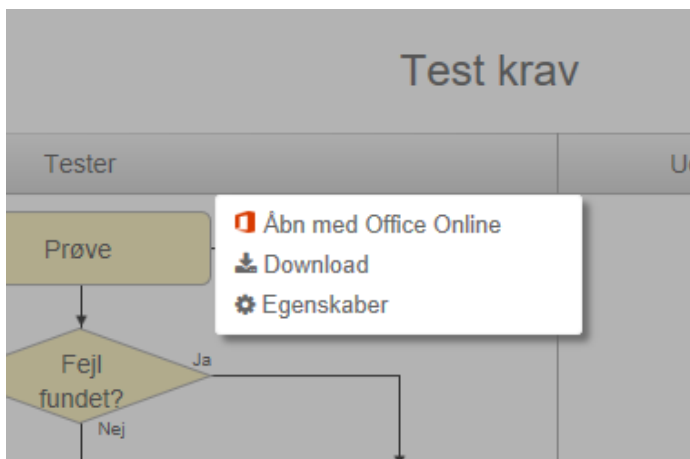 Test krav
Tester
Prøve
Åbn med Office Online
Download
Egenskaber
Fejl
fundet?
Ja
Nej